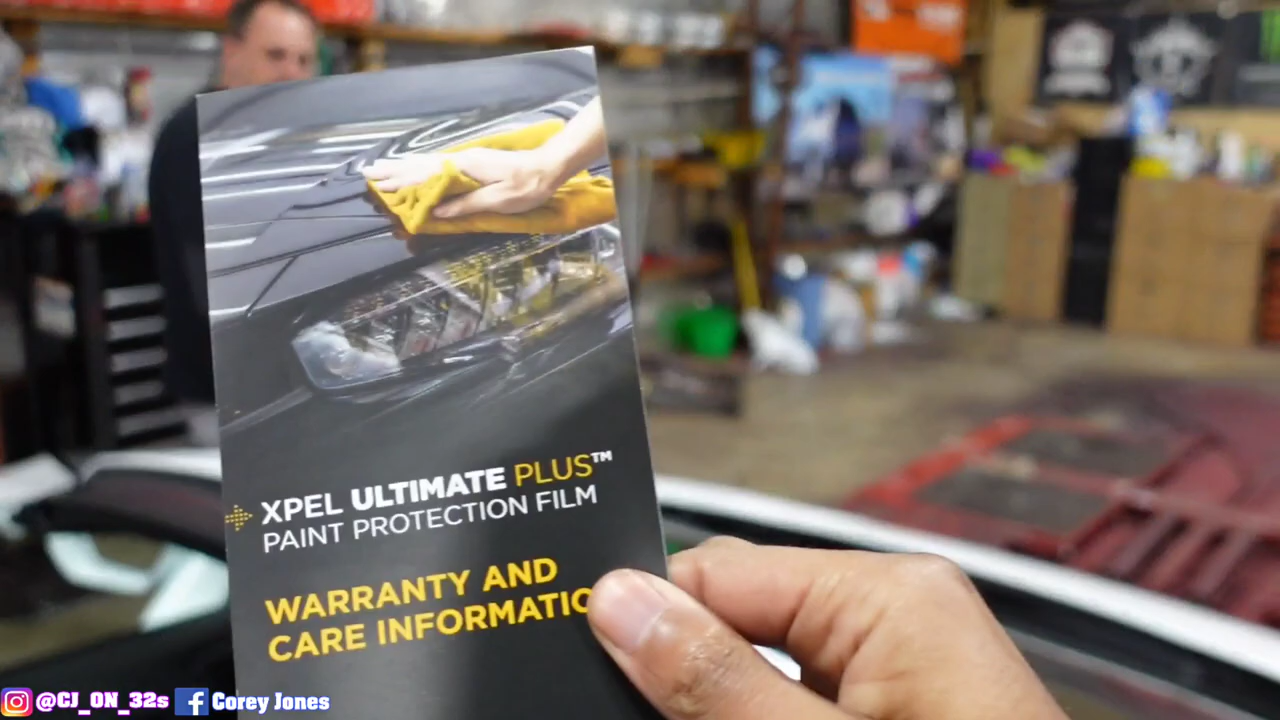 XPEL ULTIMATE PLUS™
PAINT PROTECTION FILM
WARRANTY AND
CARE INFORMATIO
@CJ_ON_32s Corey Jones